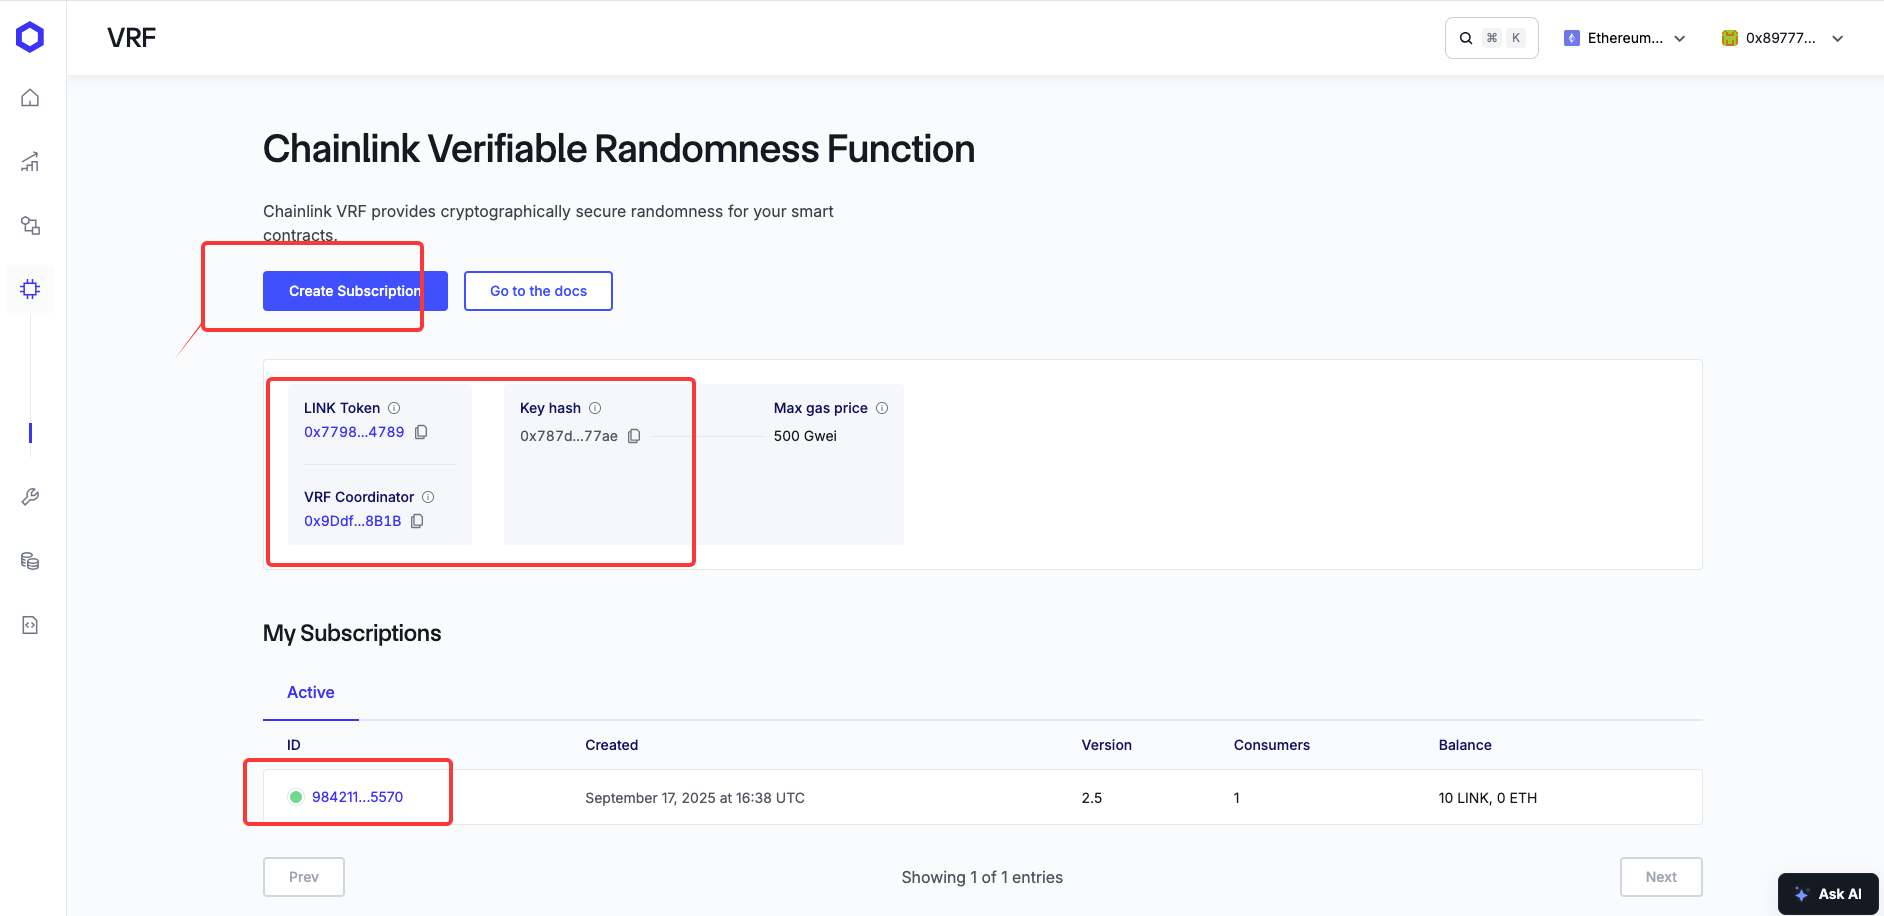 VRF
⌘ K
Ethereum...
0x89777...
Chainlink Verifiable Randomness Function
Chainlink VRF provides cryptographically secure randomness for your smart
contracts.
Create Subscription
Go to the docs
LINK Token
0x7798...4789
VRF Coordinator
0x9Ddf...8B1B
Key hash
0x787d...77ae
Max gas price
500 Gwei
My Subscriptions
Active
ID Created Version Consumers Balance
984211...5570 September 17, 2025 at 16:38 UTC 2.5 1 10 LINK, 0 ETH
Prev
Showing 1 of 1 entries
Next
Ask AI